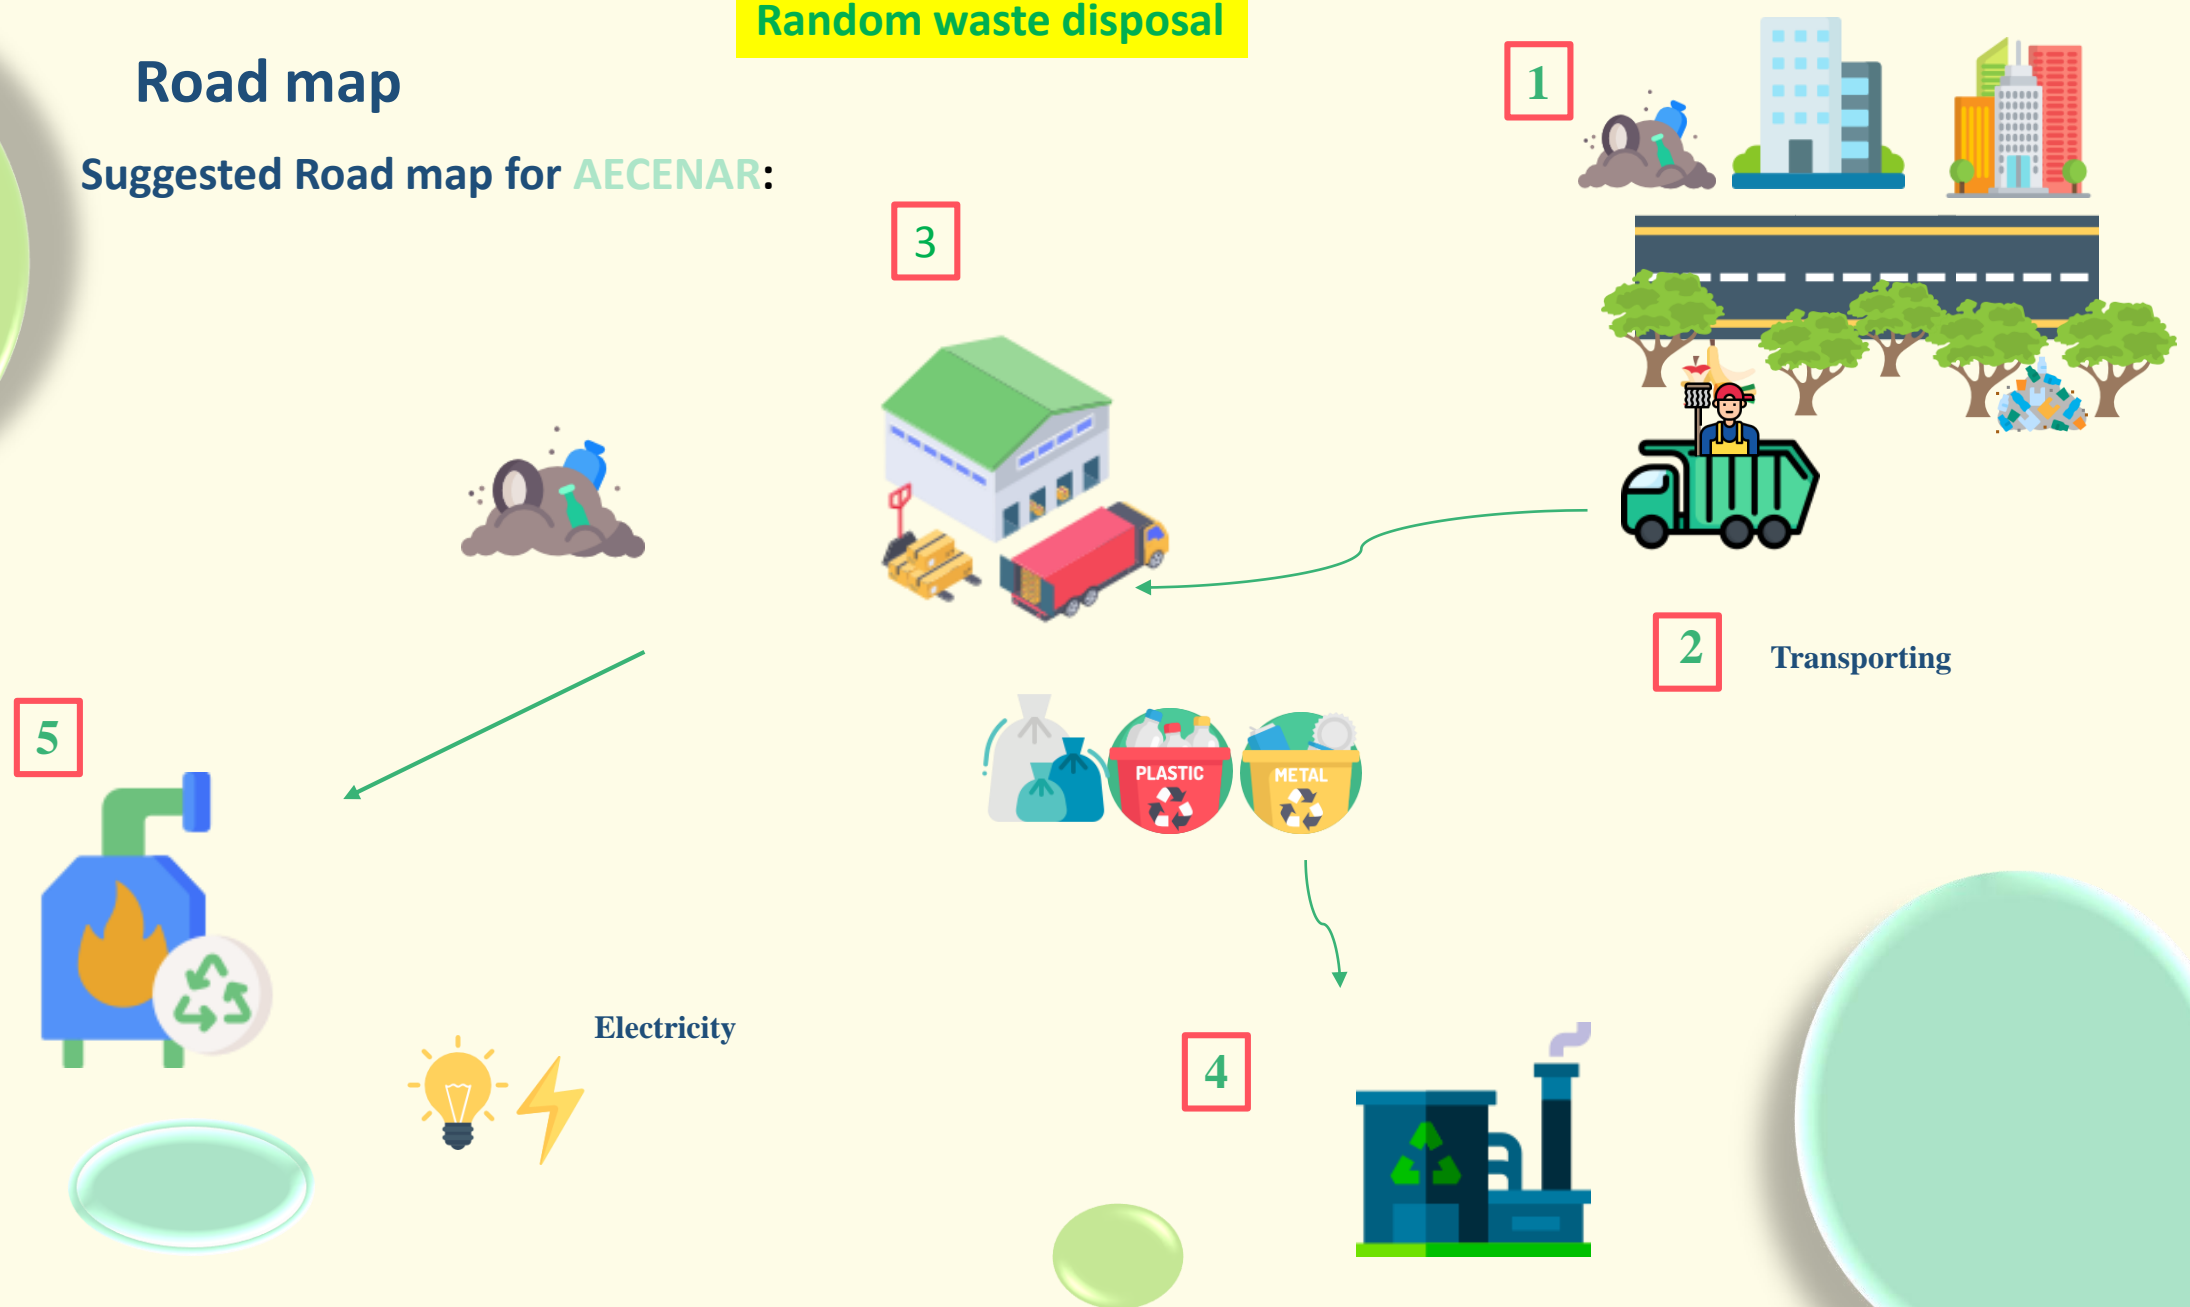 Random waste disposal
Road map
Suggested Road map for AECENAR:
1
3
2
Transporting
5
PLASTIC
METAL
Electricity
4